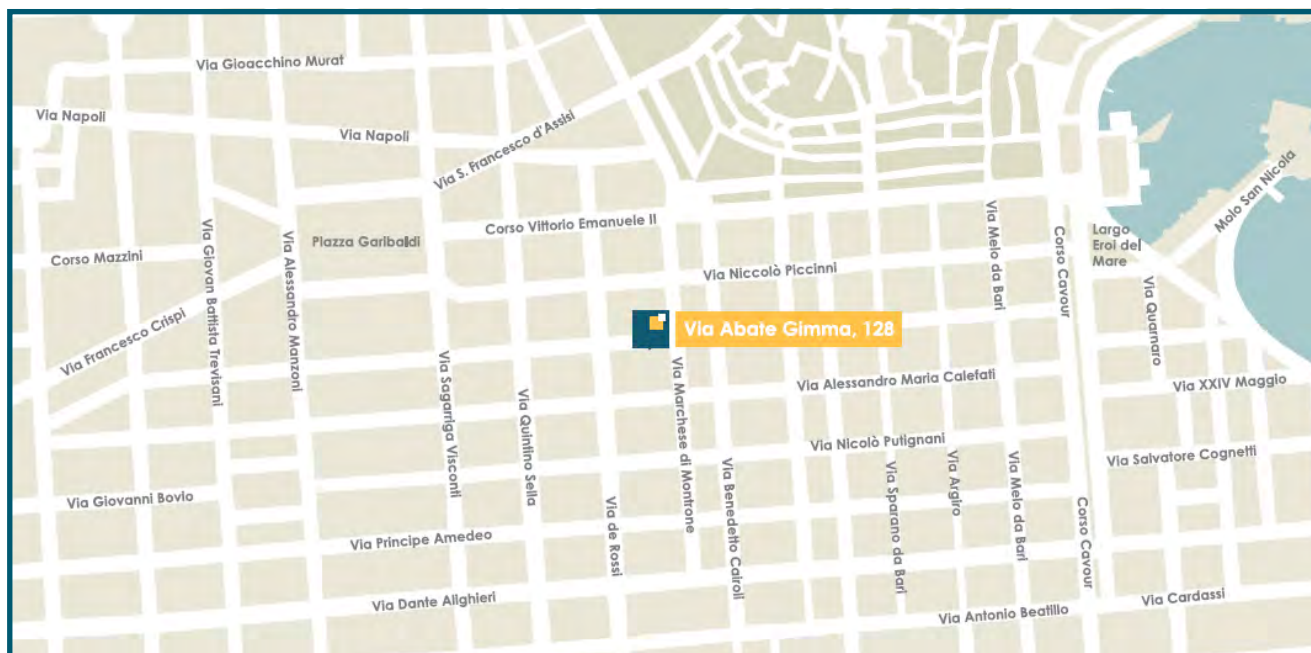 Via Gioacchino Murat
Via Napoli
Via Napoli
Via S. Francesco d'Assisi
Molo San Nicola
Corso Vittorio Emanuele II
Via Melo da Bari
Corso Cavour
Largo
Eroi del
Mare
Piazza Garibaldi
Via Giovan Battista Trevisani
Via Alessandro Manzoni
Corso Mazzini
Via Niccolò Piccinni
Via Quarnaro
Via Francesco Crispi
Via Abate Gimma, 128
Via Sagarriga Visconti
Via Quintino Sella
Via Marchese di Montrone
Via Alessandro Maria Calefati
Via XXIV Maggio
Via Nicolò Putignani
Via Salvatore Cognetti
Via Benedetto Cairoli
Via Sparano da Bari
Via Argiro
Via Melo da Bari
Via Giovanni Bovio
Via de Rossi
Corso Cavour
Via Principe Amedeo
Via Dante Alighieri
Via Antonio Beatillo
Via Cardassi